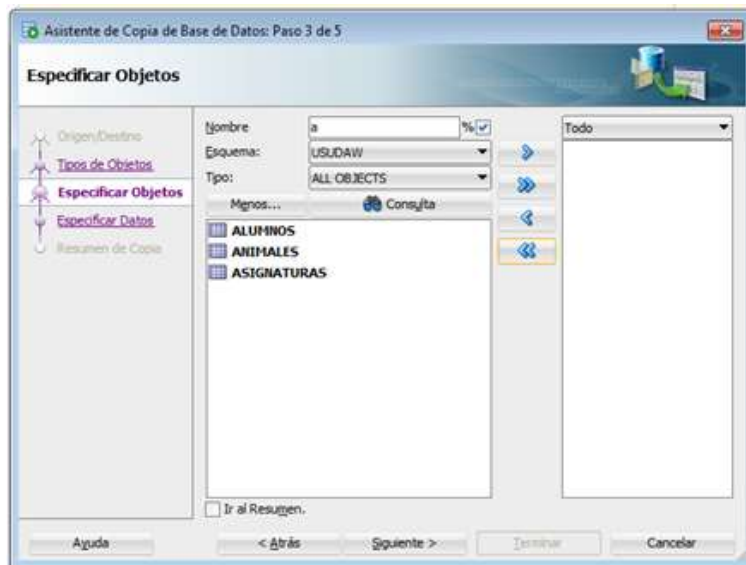 Asistente de Copia de Base de Datos: Paso 3 de 5
Especificar Objetos
Origen/Destino
Tipos de Objetos
Especificar Objetos
Especificar Datos
Resumen de Copia
Nombre a %
Esquema: USUDAW
Tipo: ALL OBJECTS
Menos... Consulta
ALUMNOS
ANIMALES
ASIGNATURAS
Todo
Ir al Resumen.
Ayuda < Atrás Siguiente > Terminar Cancelar